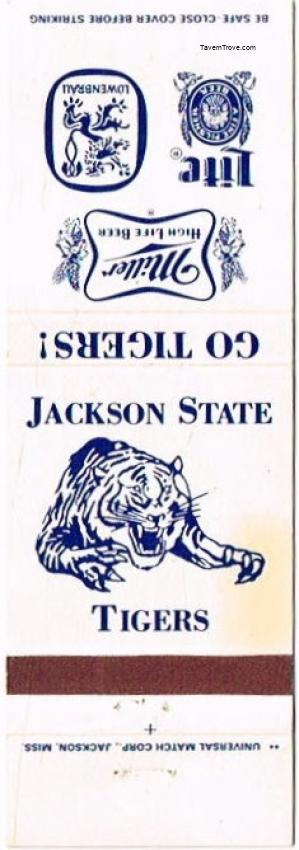 BE SAFE-CLOSE COVER BEFORE STRIKING
TavernTrove.com
LÖWENBRÄU
Lite®
Miller
HIGH LIFE BEER
®
GO TIGERS!
JACKSON STATE
TIGERS
** UNIVERSAL MATCH CORP., JACKSON, MISS.